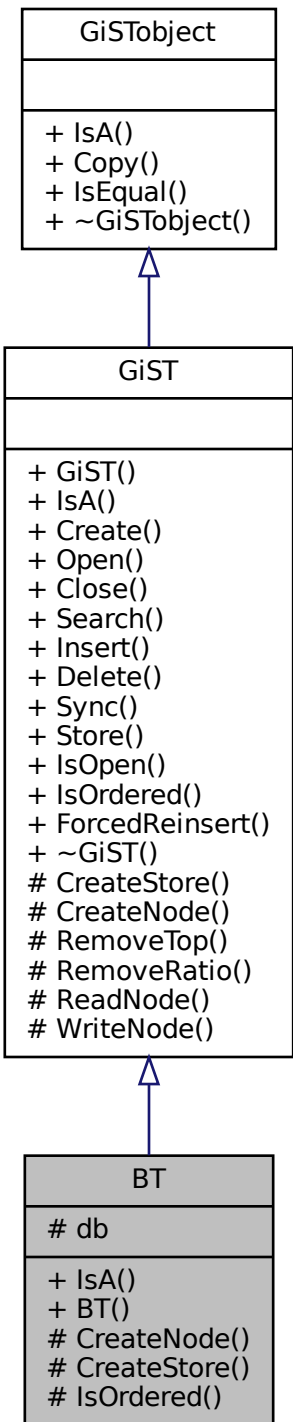 GiSTobject
+ IsA()
+ Copy()
+ IsEqual()
+ ~GiSTobject()
GiST
+ GiST()
+ IsA()
+ Create()
+ Open()
+ Close()
+ Search()
+ Insert()
+ Delete()
+ Sync()
+ Store()
+ IsOpen()
+ IsOrdered()
+ ForcedReinsert()
+ ~GiST()
# CreateStore()
# CreateNode()
# RemoveTop()
# RemoveRatio()
# ReadNode()
# WriteNode()
BT
# db
+ IsA()
+ BT()
# CreateNode()
# CreateStore()
# IsOrdered()